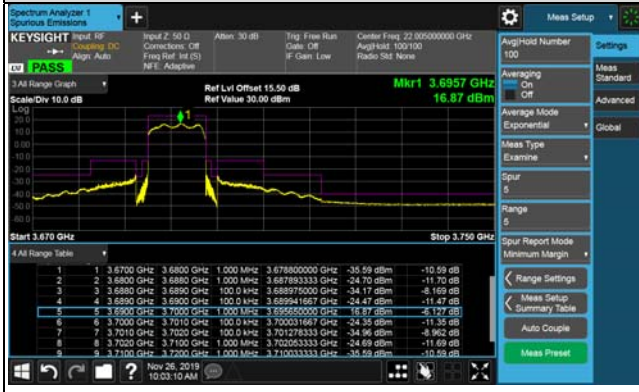 Spectrum Analyzer 1
Spurious Emissions
Meas Setup
KEYSIGHT
Input: RF
Coupling: DC
Align: Auto
Input Z: 50 Ω
Corrections: Off
Freq Ref: Int (S)
NFE: Adaptive
Atten: 30 dB
Trig: Free Run
Gate: Off
IF Gain: Low
Center Freq: 22.005000000 GHz
Avg|Hold: 100/100
Radio Std: None
PASS
3 All Range Graph
Scale/Div 10.0 dB
Ref Lvl Offset 15.50 dB
Ref Value 30.00 dBm
Mkr1 3.6957 GHz
16.87 dBm
Log
20.0
10.0
0.00
-10.0
-20.0
-30.0
-40.0
-50.0
-60.0
1
Start 3.670 GHz
Stop 3.750 GHz
4 All Range Table
1 1 3.6700 GHz 3.6800 GHz 1.000 MHz 3.678800000 GHz -35.59 dBm -10.59 dB
2 2 3.6800 GHz 3.6880 GHz 1.000 MHz 3.687893333 GHz -24.70 dBm -11.70 dB
3 3 3.6880 GHz 3.6890 GHz 100.0 kHz 3.688975000 GHz -34.17 dBm -8.169 dB
4 4 3.6890 GHz 3.6900 GHz 100.0 kHz 3.689941667 GHz -24.47 dBm -11.47 dB
5 5 3.6900 GHz 3.7000 GHz 1.000 MHz 3.695650000 GHz 16.87 dBm -6.127 dB
6 6 3.7000 GHz 3.7010 GHz 100.0 kHz 3.700031667 GHz -24.35 dBm -11.35 dB
7 7 3.7010 GHz 3.7020 GHz 100.0 kHz 3.701278333 GHz -34.96 dBm -8.962 dB
8 8 3.7020 GHz 3.7100 GHz 1.000 MHz 3.702053333 GHz -24.69 dBm -11.69 dB
9 9 3.7100 GHz 3.7200 GHz 1.000 MHz 3.710033333 GHz -35.59 dBm -10.59 dB
Nov 26, 2019
10:03:10 AM
Avg|Hold Number
100
Averaging
On
Off
Average Mode
Exponential
Meas Type
Examine
Spur
5
Range
5
Spur Report Mode
Minimum Margin
Range Settings
Meas Setup
Summary Table
Auto Couple
Meas Preset
Settings
Meas
Standard
Advanced
Global